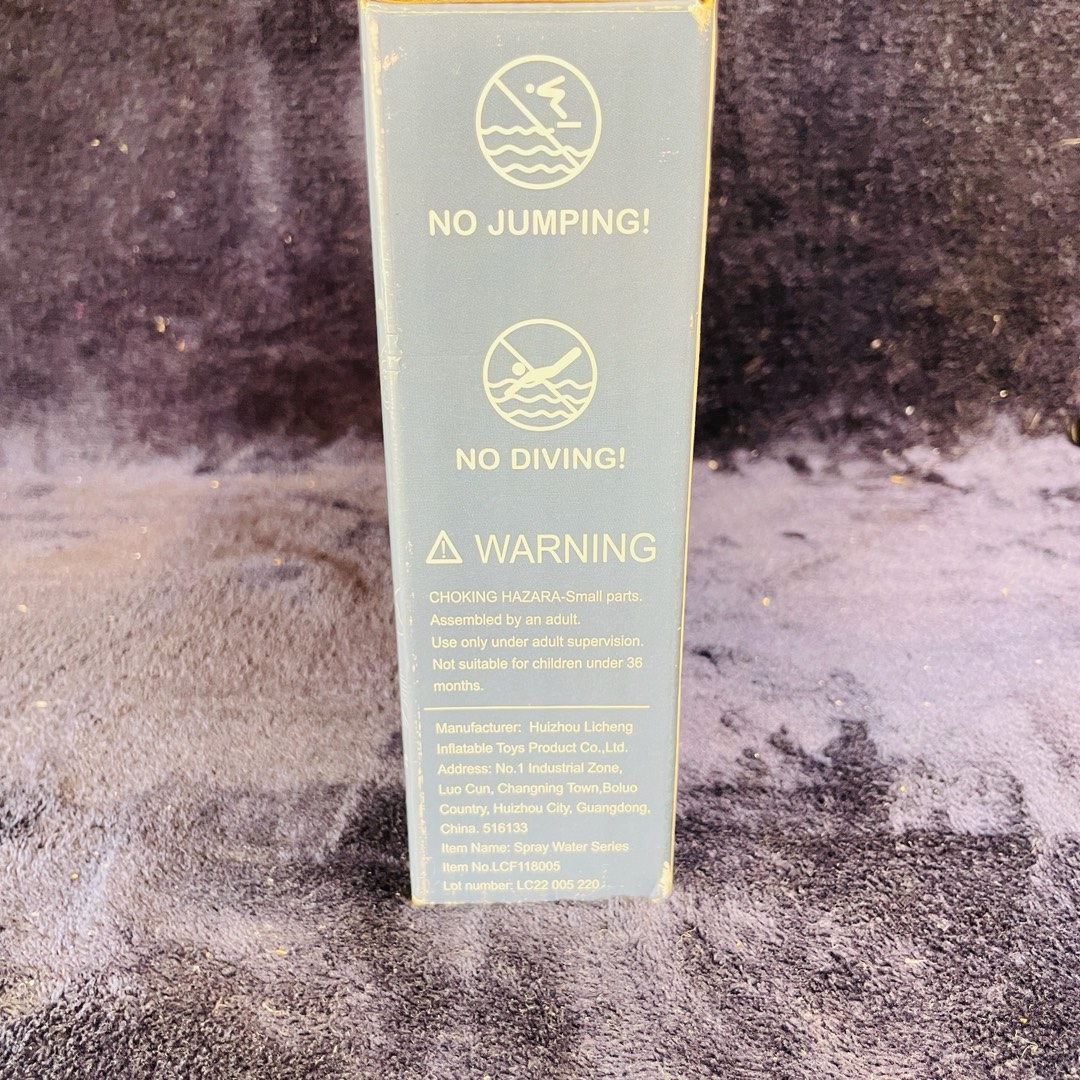 NO JUMPING!
NO DIVING!
WARNING
CHOKING HAZARA-Small parts.
Assembled by an adult.
Use only under adult supervision.
Not suitable for children under 36
months.
Manufacturer: Huizhou Licheng
Inflatable Toys Product Co.,Ltd.
Address: No.1 Industrial Zone,
Luo Cun, Changning Town,Boluo
Country, Huizhou City, Guangdong,
China. 516133
Item Name: Spray Water Series
Item No.LCF118005
Lot number: LC22 005 220